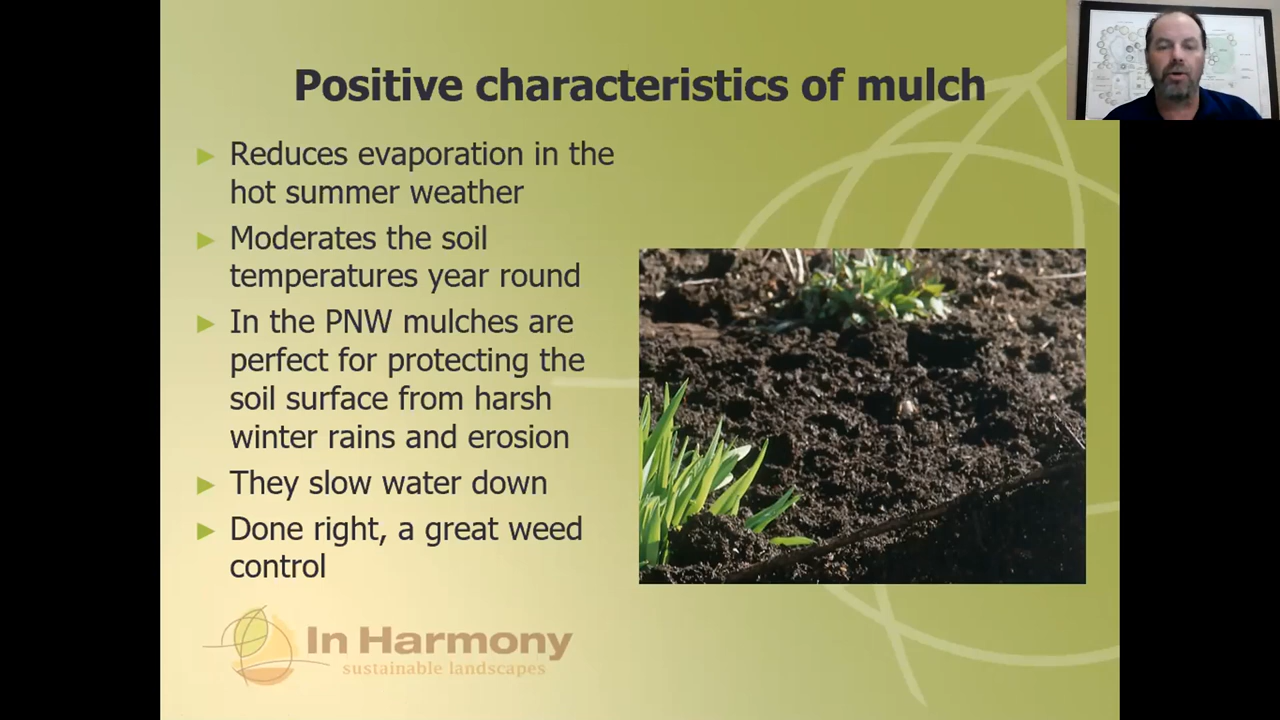 Positive characteristics of mulch
Reduces evaporation in the
hot summer weather
Moderates the soil
temperatures year round
In the PNW mulches are
perfect for protecting the
soil surface from harsh
winter rains and erosion
They slow water down
Done right, a great weed
control
In Harmony
sustainable landscapes